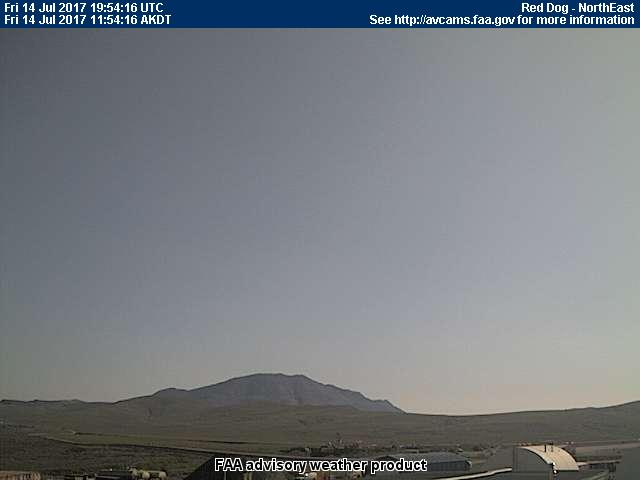 Fri 14 Jul 2017 19:54:16 UTC
Red Dog - NorthEast
Fri 14 Jul 2017 11:54:16 AKDT
See http://avcams.faa.gov for more information
FAA advisory weather product